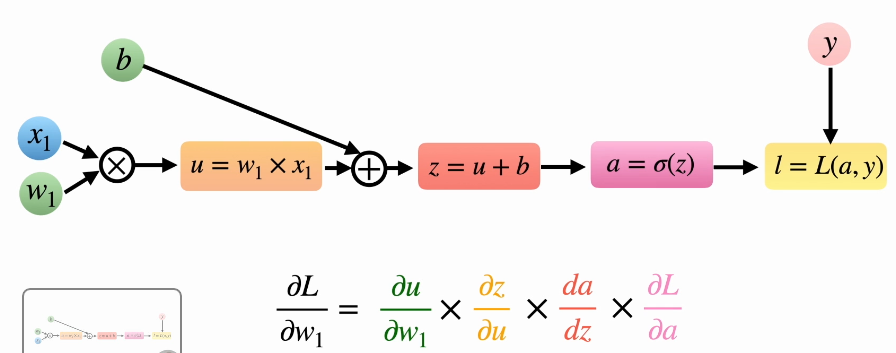 b
y
x₁
w₁
×
u = w₁ × x₁
+
z = u + b
a = σ(z)
l = L(a, y)
∂L/∂w₁ = ∂u/∂w₁ × ∂z/∂u × da/dz × ∂L/∂a